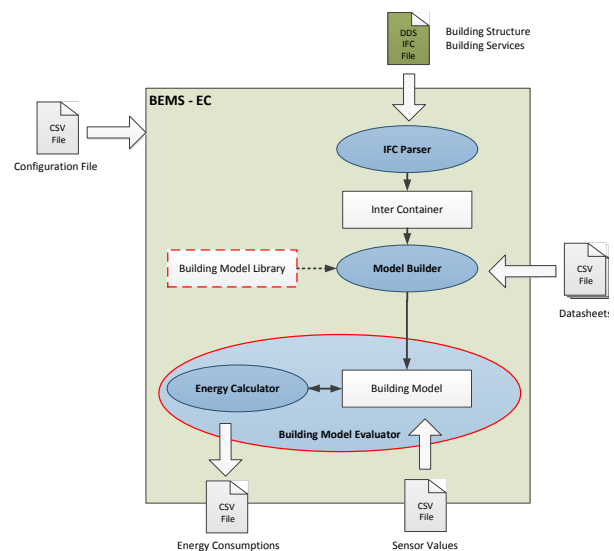 DDS
IFC
File
Building Structure
Building Services
BEMS - EC
CSV
File
Configuration File
IFC Parser
Inter Container
Building Model Library
Model Builder
CSV
File
Datasheets
Energy Calculator
Building Model
Building Model Evaluator
CSV
File
Energy Consumptions
CSV
File
Sensor Values